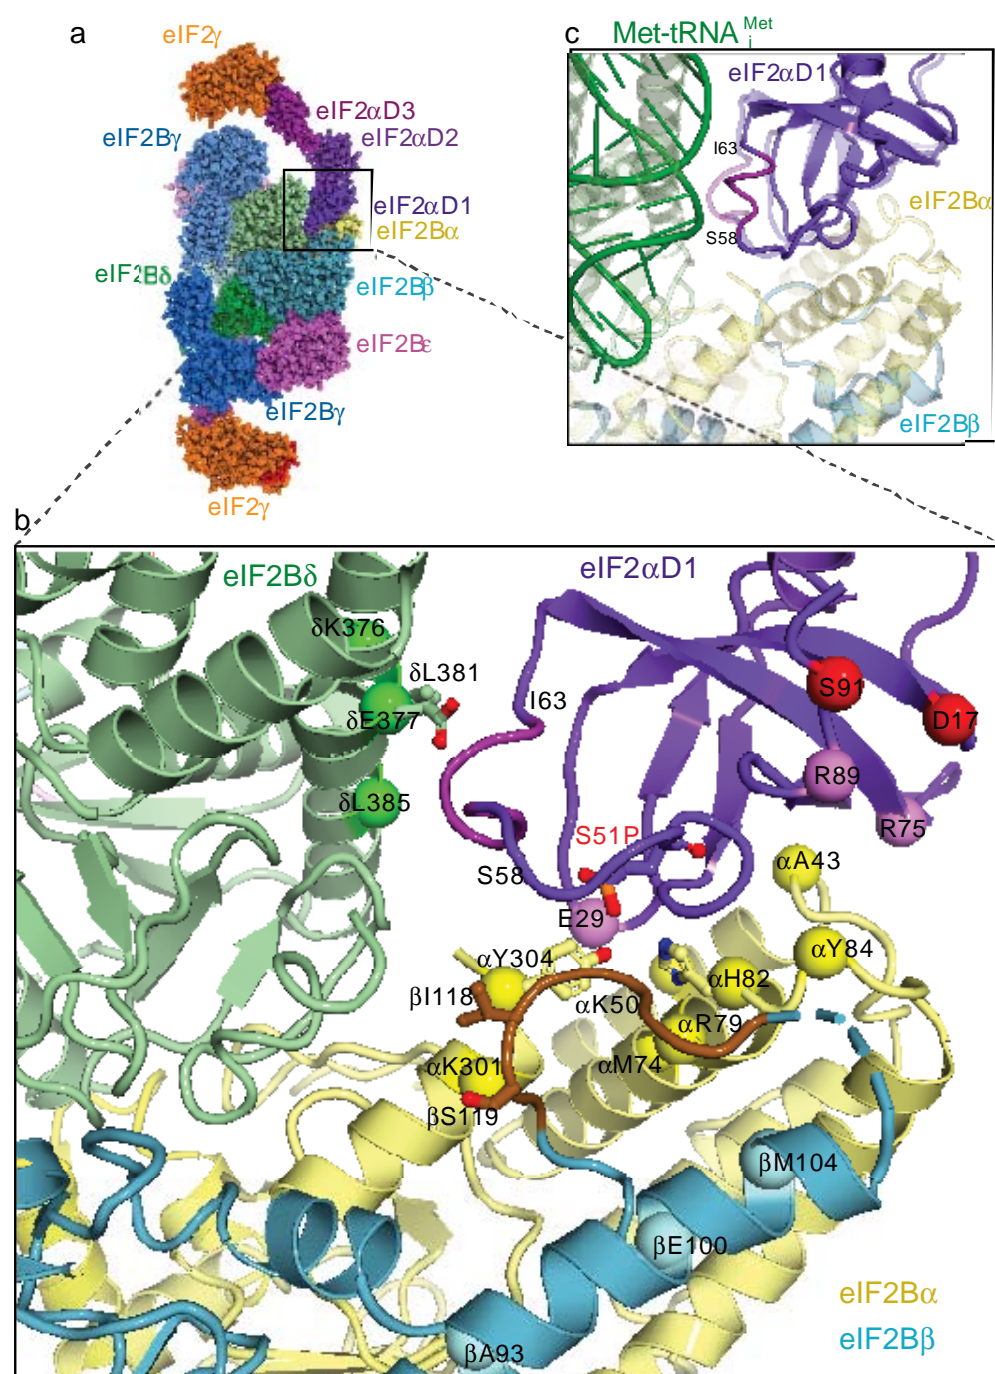 a
eIF2γ
eIF2αD3
eIF2Bγ
eIF2αD2
eIF2αD1
eIF2Bα
eIF2Bδ
eIF2Bβ
eIF2Bε
eIF2Bγ
eIF2γ
c
Met-tRNA i Met
eIF2αD1
I63
eIF2Bα
S58
eIF2Bβ
b
eIF2Bδ
eIF2αD1
δK376
δL381
I63
S91
δE377
D17
R89
δL385
R75
S51P
αA43
S58
E29
αY304
αY84
αH82
βI118
αK50
αR79
αK301
αM74
βS119
βM104
βE100
eIF2Bα
eIF2Bβ
βA93